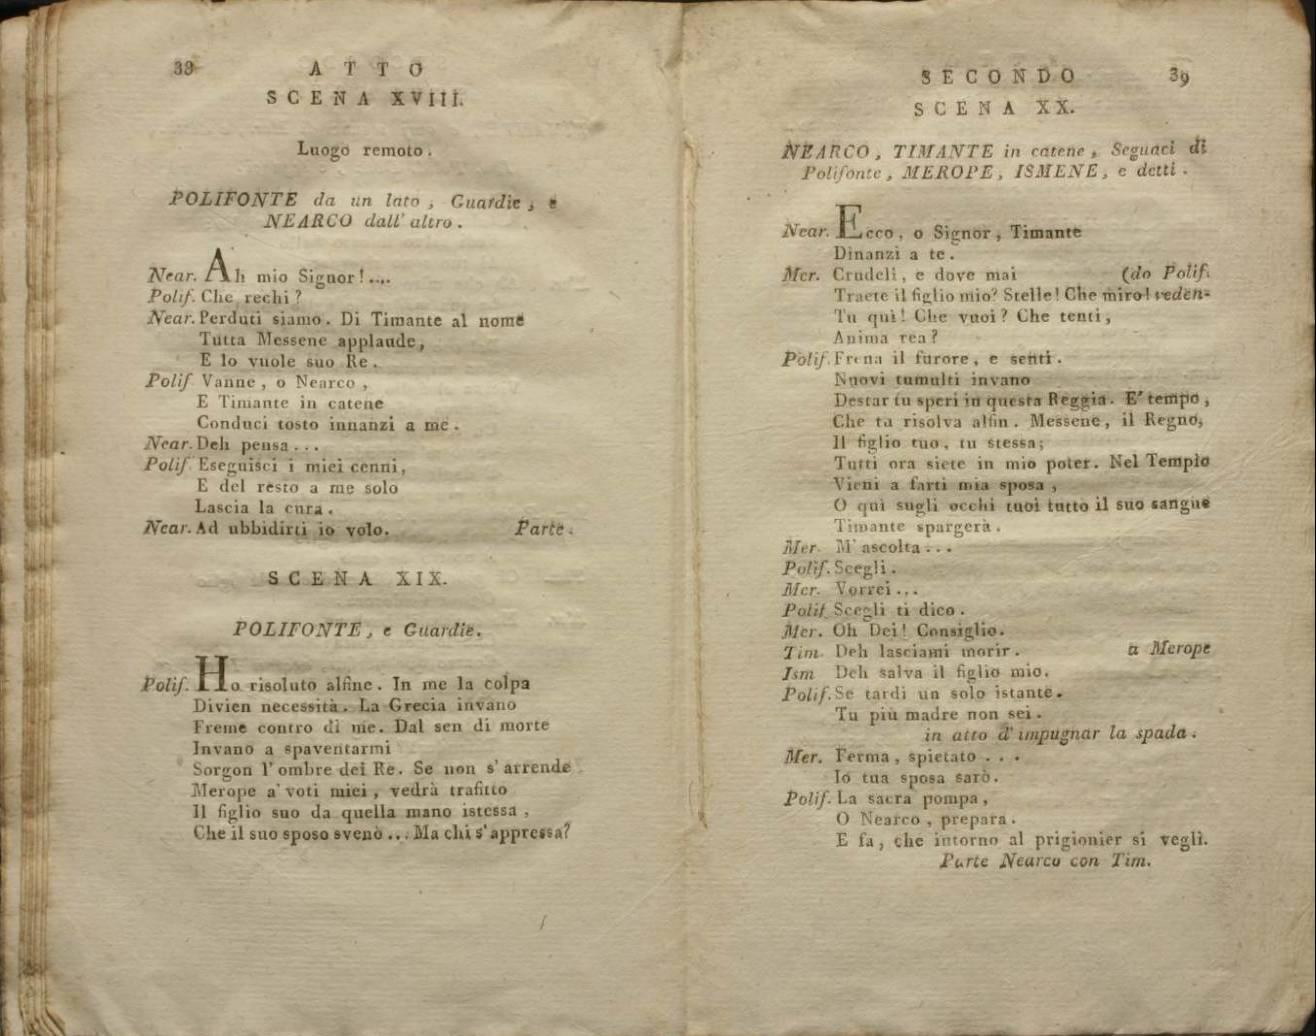 38 ATTO
SCENA XVIII.
Luogo remoto.
POLIFONTE da un lato, Guardie, e
NEARCO dall' altro.
Near. Ah mio Signor!....
Polif. Che rechi?
Near. Perduti siamo. Di Timante al nome
Tutta Messene applaude,
E lo vuole suo Re.
Polif Vanne, o Nearco,
E Timante in catene
Conduci tosto innanzi a me.
Near. Deh pensa...
Polif Eseguisci i miei cenni,
E del resto a me solo
Lascia la cura.
Near. Ad ubbidirti io volo. Parte.
SCENA XIX.
POLIFONTE, e Guardie.
Polif. Ho risoluto alfine. In me la colpa
Divien necessità. La Grecia invano
Freme contro di me. Dal sen di morte
Invano a spaventarmi
Sorgon l' ombre dei Re. Se non s' arrende
Merope a' voti miei, vedrà trafitto
Il figlio suo da quella mano istessa,
Che il suo sposo svenò... Ma chi s' appressa?
SECONDO 39
SCENA XX.
NEARCO, TIMANTE in catene, Seguaci di
Polifonte, MEROPE, ISMENE, e detti.
Near. Ecco, o Signor, Timante
Dinanzi a te.
Mer. Crudeli, e dove mai (do Polif.
Traete il figlio mio? Stelle! Che miro! veden-
Tu quì! Che vuoi? Che tenti,
Anima rea?
Polif. Frena il furore, e senti.
Nuovi tumulti invano
Destar tu speri in questa Reggia. E' tempo,
Che tu risolva alfin. Messene, il Regno,
Il figlio tuo, tu stessa;
Tutti ora siete in mio poter. Nel Tempio
Vieni a farti mia sposa,
O quì sugli occhi tuoi tutto il suo sangue
Timante spargerà.
Mer. M' ascolta...
Polif. Scegli.
Mer. Vorrei...
Polif Scegli ti dico.
Mer. Oh Dei! Consiglio.
Tim. Deh lasciami morir. a Merope
Ism Deh salva il figlio mio.
Polif. Se tardi un solo istante.
Tu più madre non sei.
in atto d' impugnar la spada.
Mer. Ferma, spietato...
Io tua sposa sarò.
Polif. La sacra pompa,
O Nearco, prepara.
E fa, che intorno al prigionier si vegli.
Parte Nearco con Tim.